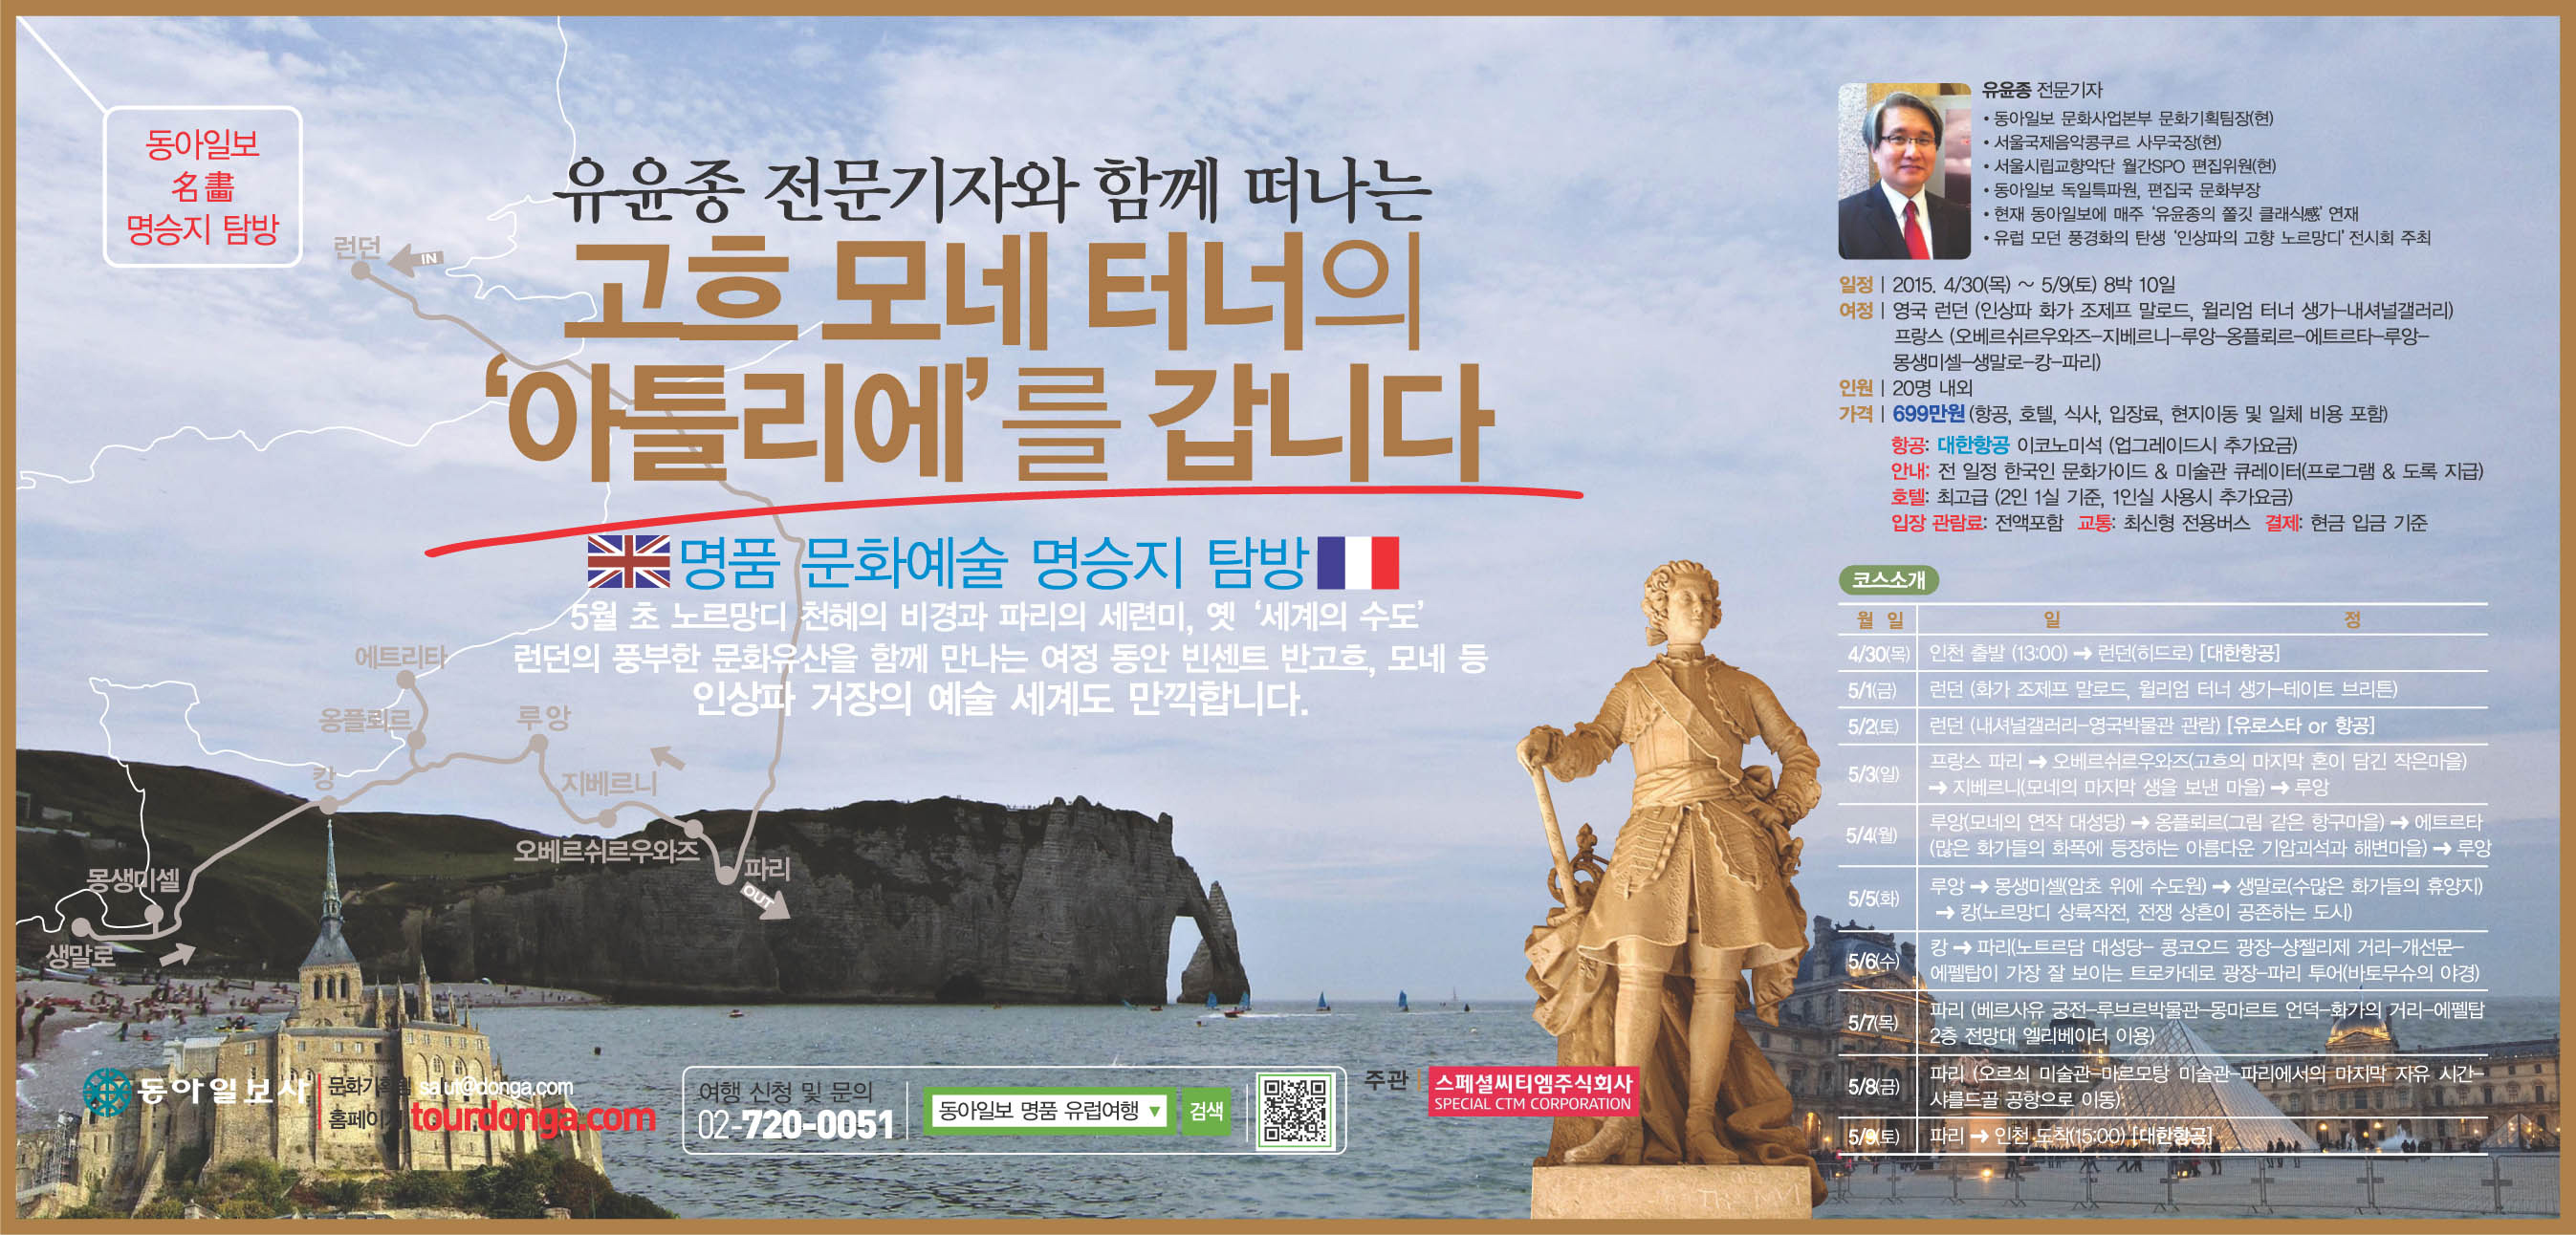 동아일보
名畵
명승지 탐방
유윤종 전문기자와 함께 떠나는
고흐 모네 터너의
‘아틀리에’를 갑니다
명품 문화예술 명승지 탐방
5월 초 노르망디 천혜의 비경과 파리의 세련미, 옛 ‘세계의 수도’
런던의 풍부한 문화유산을 함께 만나는 여정 동안 빈센트 반고흐, 모네 등
인상파 거장의 예술 세계도 만끽합니다.
런던
IN
에트리타
옹플뢰르
루앙
캉
지베르니
오베르쉬르우와즈
파리
OUT
몽생미셀
생말로
유윤종 전문기자
• 동아일보 문화사업본부 문화기획팀장(현)
• 서울국제음악콩쿠르 사무국장(현)
• 서울시립교향악단 월간SPO 편집위원(현)
• 동아일보 독일특파원, 편집국 문화부장
• 현재 동아일보에 매주 ‘유윤종의 쫄깃 클래식感’ 연재
• 유럽 모던 풍경화의 탄생 ‘인상파의 고향 노르망디’ 전시회 주최
일정 | 2015. 4/30(목) ~ 5/9(토) 8박 10일
여정 | 영국 런던 (인상파 화가 조제프 말로드, 윌리엄 터너 생가-내셔널갤러리)
프랑스 (오베르쉬르우와즈-지베르니-루앙-옹플뢰르-에트르타-루앙-
몽생미셀-생말로-캉-파리)
인원 | 20명 내외
가격 | 699만원(항공, 호텔, 식사, 입장료, 현지이동 및 일체 비용 포함)
항공: 대한항공 이코노미석 (업그레이드시 추가요금)
안내: 전 일정 한국인 문화가이드 & 미술관 큐레이터(프로그램 & 도록 지급)
호텔: 최고급 (2인 1실 기준, 1인실 사용시 추가요금)
입장 관람료: 전액포함 교통: 최신형 전용버스 결제: 현금 입금 기준
코스소개
월 일 일 정
4/30(목) 인천 출발 (13:00) → 런던(히드로) [대한항공]
5/1(금) 런던 (화가 조제프 말로드, 윌리엄 터너 생가-테이트 브리튼)
5/2(토) 런던 (내셔널갤러리-영국박물관 관람) [유로스타 or 항공]
5/3(일) 프랑스 파리 → 오베르쉬르우와즈(고흐의 마지막 혼이 담긴 작은마을)
→ 지베르니(모네의 마지막 생을 보낸 마을) → 루앙
5/4(월) 루앙(모네의 연작 대성당) → 옹플뢰르(그림 같은 항구마을) → 에트르타
(많은 화가들의 화폭에 등장하는 아름다운 기암괴석과 해변마을) → 루앙
5/5(화) 루앙 → 몽생미셀(암초 위에 수도원) → 생말로(수많은 화가들의 휴양지)
→ 캉(노르망디 상륙작전, 전쟁 상흔이 공존하는 도시)
5/6(수) 캉 → 파리(노트르담 대성당- 콩코오드 광장-샹젤리제 거리-개선문-
에펠탑이 가장 잘 보이는 트로카데로 광장-파리 투어(바토무슈의 야경)
5/7(목) 파리 (베르사유 궁전-루브르박물관-몽마르트 언덕-화가의 거리-에펠탑
2층 전망대 엘리베이터 이용)
5/8(금) 파리 (오르쇠 미술관-마르모탕 미술관-파리에서의 마지막 자유 시간-
샤를드골 공항으로 이동)
5/9(토) 파리 → 인천 도착(15:00) [대한항공]
동아일보사
문화기획팀 salut@donga.com
홈페이지 tourdonga.com
여행 신청 및 문의
02-720-0051
동아일보 명품 유럽여행 ▼ 검색
주관 | 스페셜씨티엠주식회사
SPECIAL CTM CORPORATION